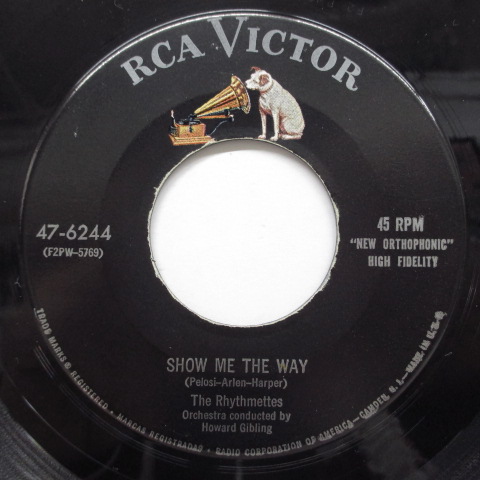 RCA VICTOR
47-6244
(F2PW-5769)
45 RPM
"NEW ORTHOPHONIC"
HIGH FIDELITY
SHOW ME THE WAY
(Pelosi-Arlen-Harper)
The Rhythmettes
Orchestra conducted by
Howard Gibling
TRADE MARKS ® REGISTERED • MARCAS REGISTRADAS • RADIO CORPORATION OF AMERICA—CAMDEN, N. J.—MADE IN U. S. A.